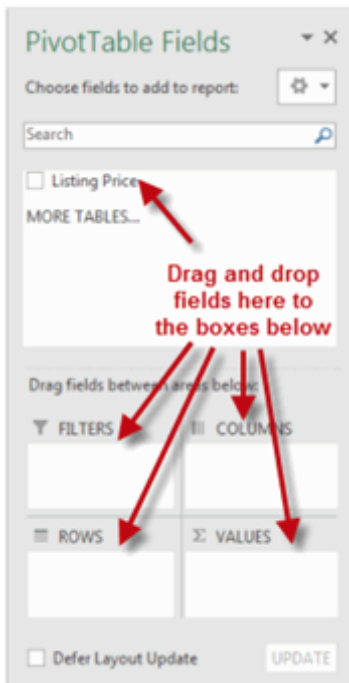 PivotTable Fields
Choose fields to add to report:
Search
Listing Price
MORE TABLES...
Drag and drop
fields here to
the boxes below
Drag fields between areas below:
FILTERS
COLUMNS
ROWS
Σ VALUES
Defer Layout Update
UPDATE